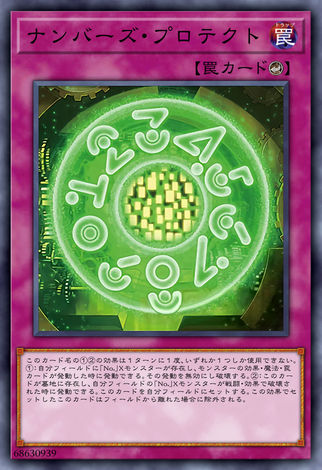 ナンバーズ・プロテクト
トラップ
罠
【罠カード】
このカード名の①②の効果は1ターンに1度、いずれか1つしか使用できない。
①:自分フィールドに「No.」Xモンスターが存在し、モンスターの効果・魔法・罠
カードが発動した時に発動できる。その発動を無効にし破壊する。②:このカー
ドが墓地に存在し、自分フィールドの「No.」Xモンスターが戦闘・効果で破壊さ
れた時に発動できる。このカードを自分フィールドにセットする。この効果でセ
ットしたこのカードはフィールドから離れた場合に除外される。
68630939